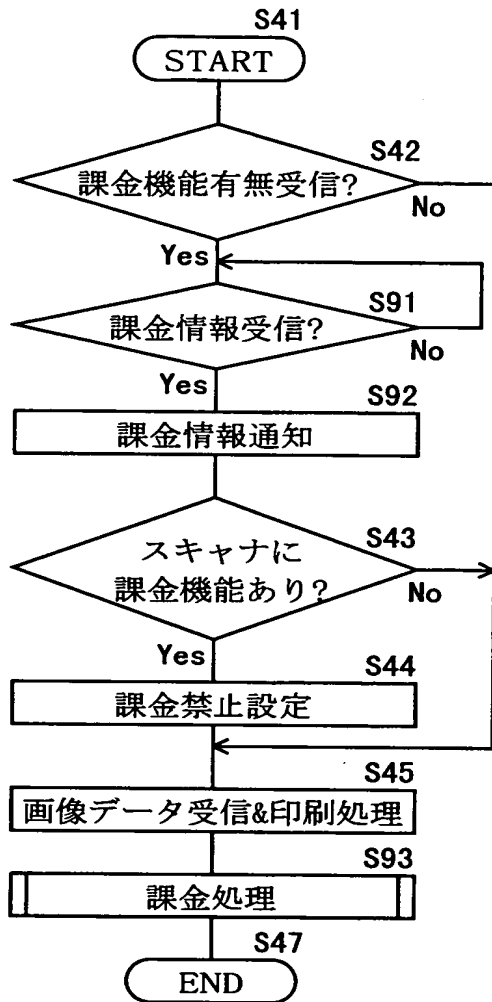 S41
START
S42
課金機能有無受信?
No
Yes
S91
課金情報受信?
No
Yes
S92
課金情報通知
S43
スキャナに
課金機能あり?
No
Yes
S44
課金禁止設定
S45
画像データ受信&印刷処理
S93
課金処理
S47
END